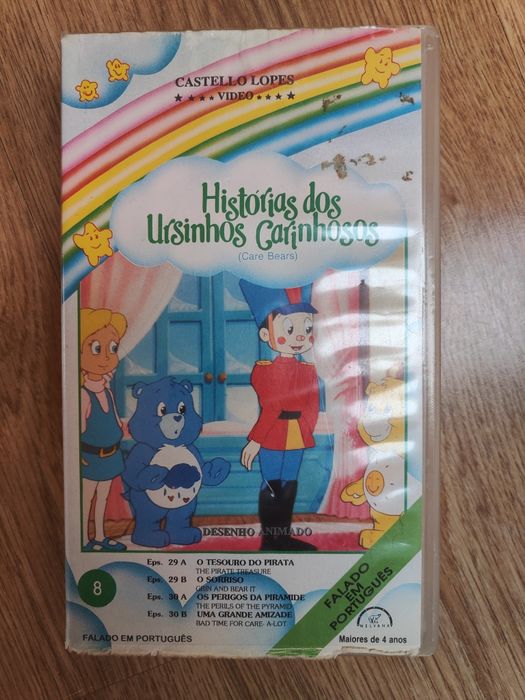 CASTELLO LOPES
VIDEO
Histórias dos
Ursinhos Carinhosos
(Care Bears)
DESENHO ANIMADO
Eps. 29 A O TESOURO DO PIRATA
THE PIRATE TREASURE
Eps. 29 B O SORRISO
GRIN AND BEAR IT
Eps. 30 A OS PERIGOS DA PIRAMIDE
THE PERILS OF THE PYRAMID
Eps. 30 B UMA GRANDE AMIZADE
BAD TIME FOR CARE- A-LOT
8
FALADO EM PORTUGUÊS
FALADO
EM
PORTUGUÊS
NELVANA
Maiores de 4 anos